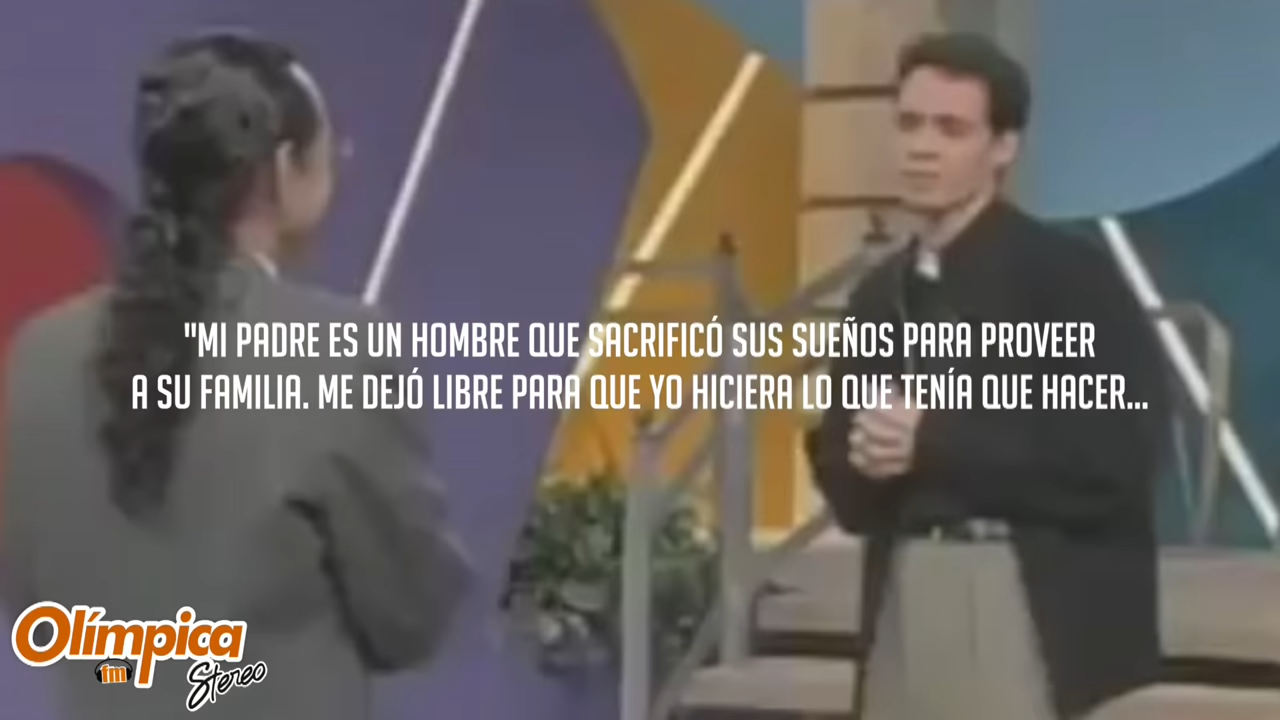 "MI PADRE ES UN HOMBRE QUE SACRIFICÓ SUS SUEÑOS PARA PROVEER
A SU FAMILIA. ME DEJÓ LIBRE PARA QUE YO HICIERA LO QUE TENÍA QUE HACER...
Olímpica
fm
Stereo